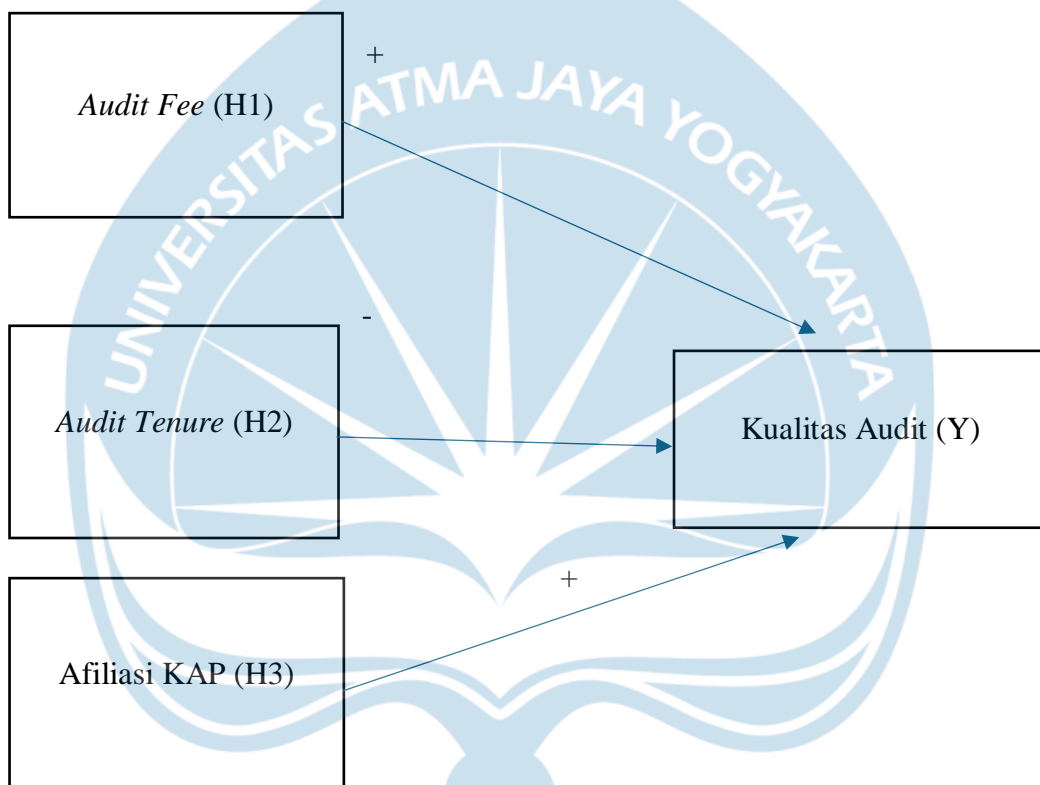 UNIVERSITAS ATMA JAYA YOGYAKARTA
+
Audit Fee (H1)
-
Audit Tenure (H2)
Kualitas Audit (Y)
+
Afiliasi KAP (H3)